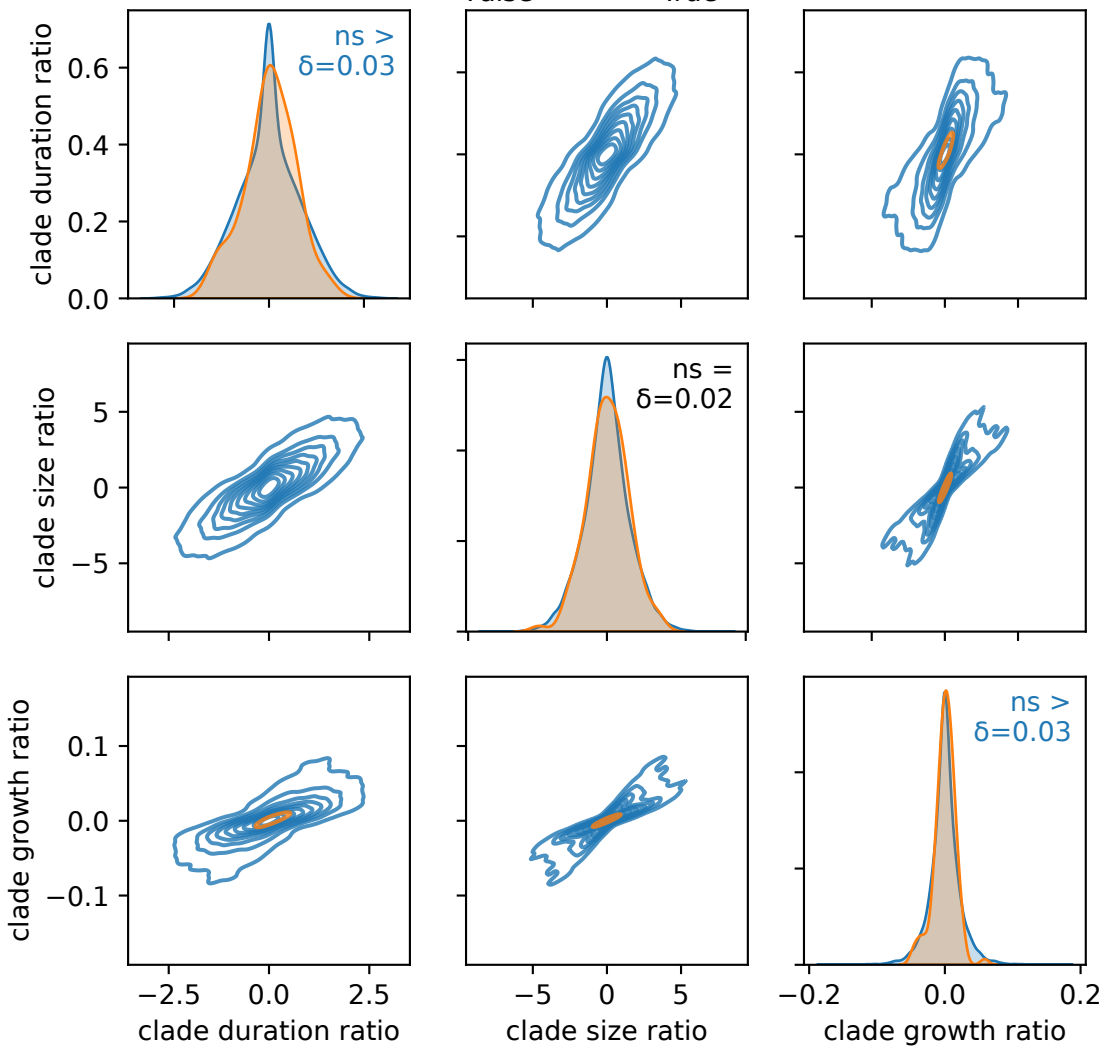 clade duration ratio
0.6
0.4
0.2
0.0
ns >
δ=0.03
clade size ratio
5
0
−5
ns =
δ=0.02
−5
0
5
clade growth ratio
0.1
0.0
−0.1
ns >
δ=0.03
−2.5
0.0
2.5
−5
0
5
−0.2
0.0
0.2
clade duration ratio
clade size ratio
clade growth ratio